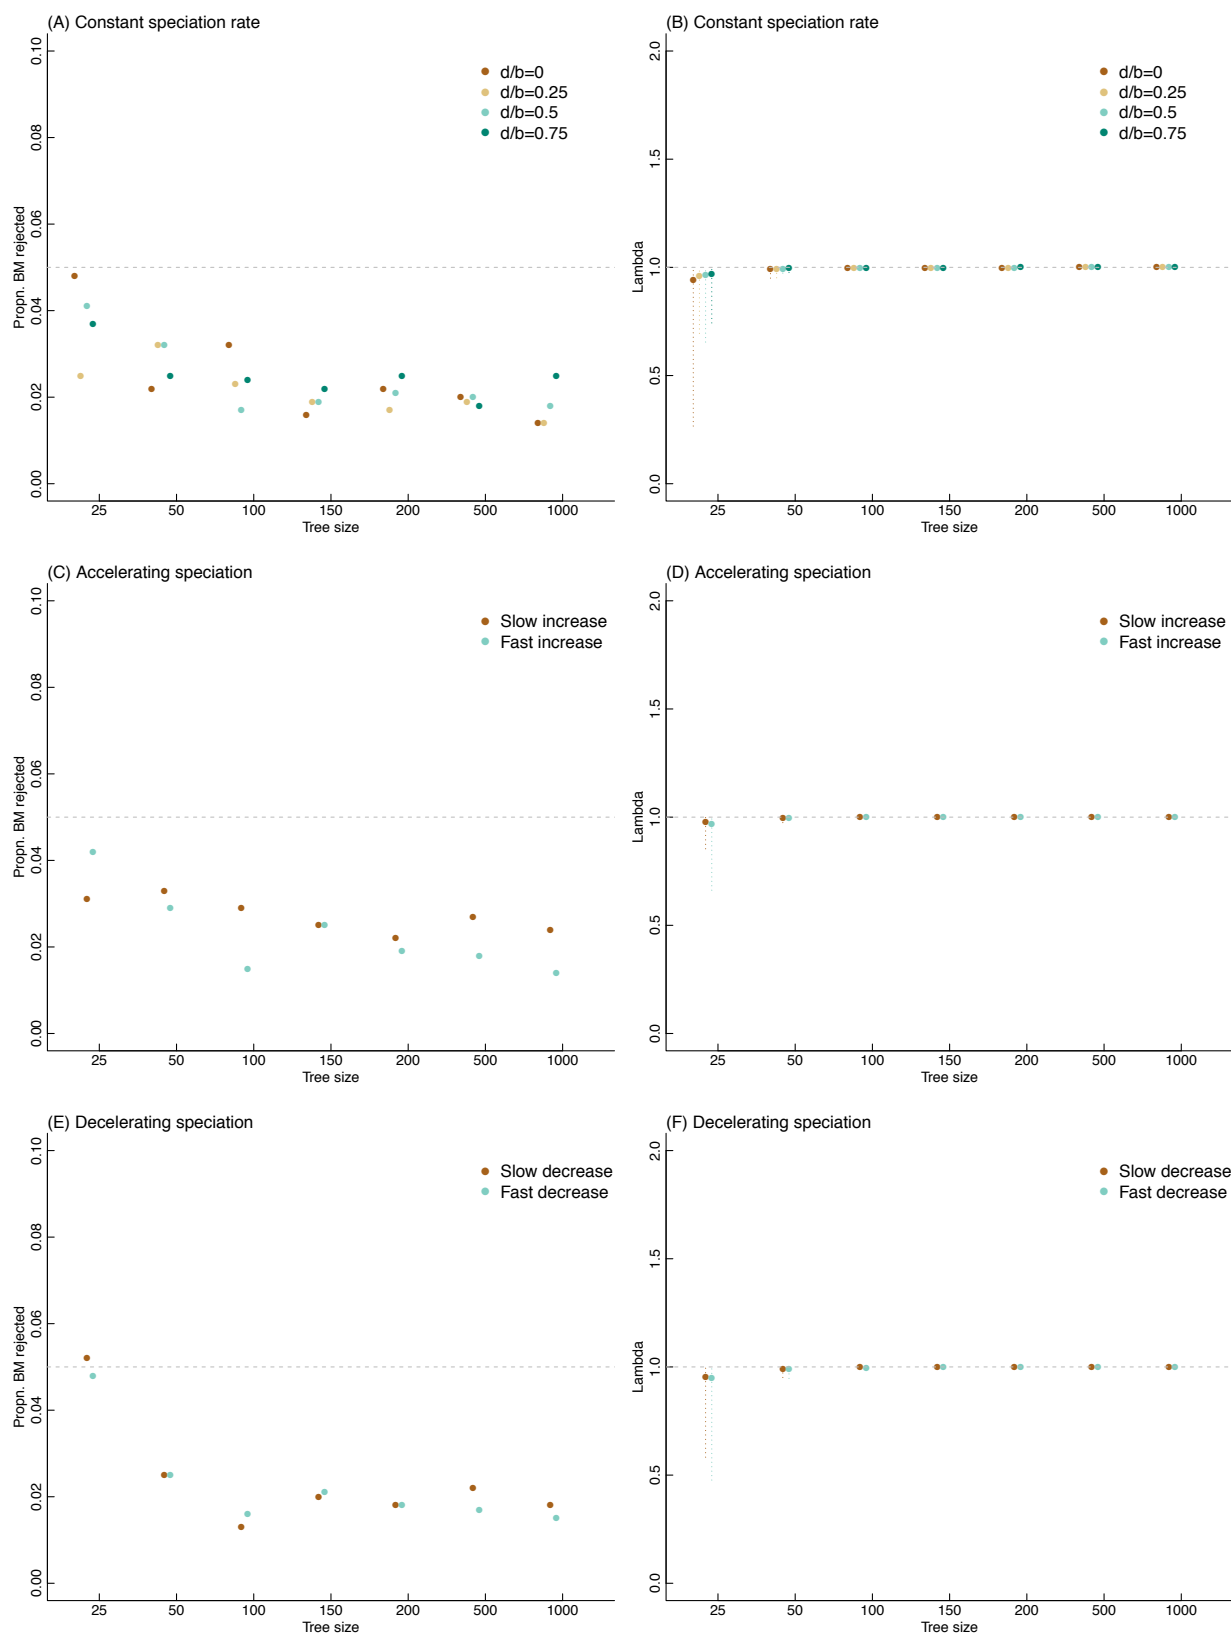 (A) Constant speciation rate
Propn. BM rejected
0.10
0.08
0.06
0.04
0.02
0.00
d/b=0
d/b=0.25
d/b=0.5
d/b=0.75
25 50 100 150 200 500 1000
Tree size
(B) Constant speciation rate
Lambda
2.0
1.5
1.0
0.5
0.0
d/b=0
d/b=0.25
d/b=0.5
d/b=0.75
25 50 100 150 200 500 1000
Tree size
(C) Accelerating speciation
Propn. BM rejected
0.10
0.08
0.06
0.04
0.02
0.00
Slow increase
Fast increase
25 50 100 150 200 500 1000
Tree size
(D) Accelerating speciation
Lambda
2.0
1.5
1.0
0.5
0.0
Slow increase
Fast increase
25 50 100 150 200 500 1000
Tree size
(E) Decelerating speciation
Propn. BM rejected
0.10
0.08
0.06
0.04
0.02
0.00
Slow decrease
Fast decrease
25 50 100 150 200 500 1000
Tree size
(F) Decelerating speciation
Lambda
2.0
1.5
1.0
0.5
0.0
Slow decrease
Fast decrease
25 50 100 150 200 500 1000
Tree size